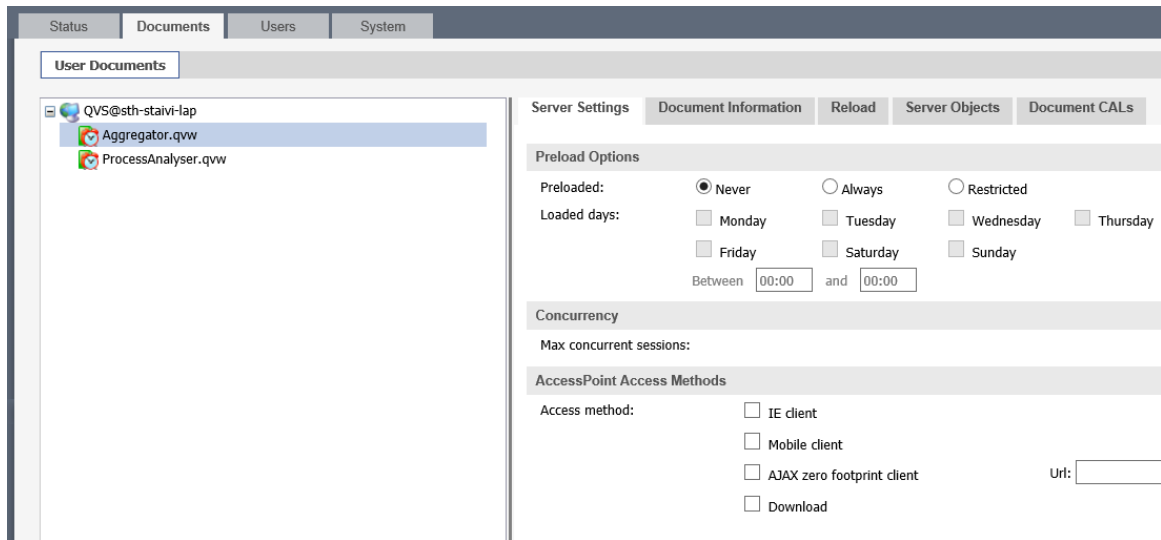 Status Documents Users System
User Documents
QVS@sth-staivi-lap
Aggregator.qvw
ProcessAnalyser.qvw
Server Settings Document Information Reload Server Objects Document CALs
Preload Options
Preloaded: Never Always Restricted
Loaded days: Monday Tuesday Wednesday Thursday
Friday Saturday Sunday
Between 00:00 and 00:00
Concurrency
Max concurrent sessions:
AccessPoint Access Methods
Access method: IE client
Mobile client
AJAX zero footprint client Url:
Download